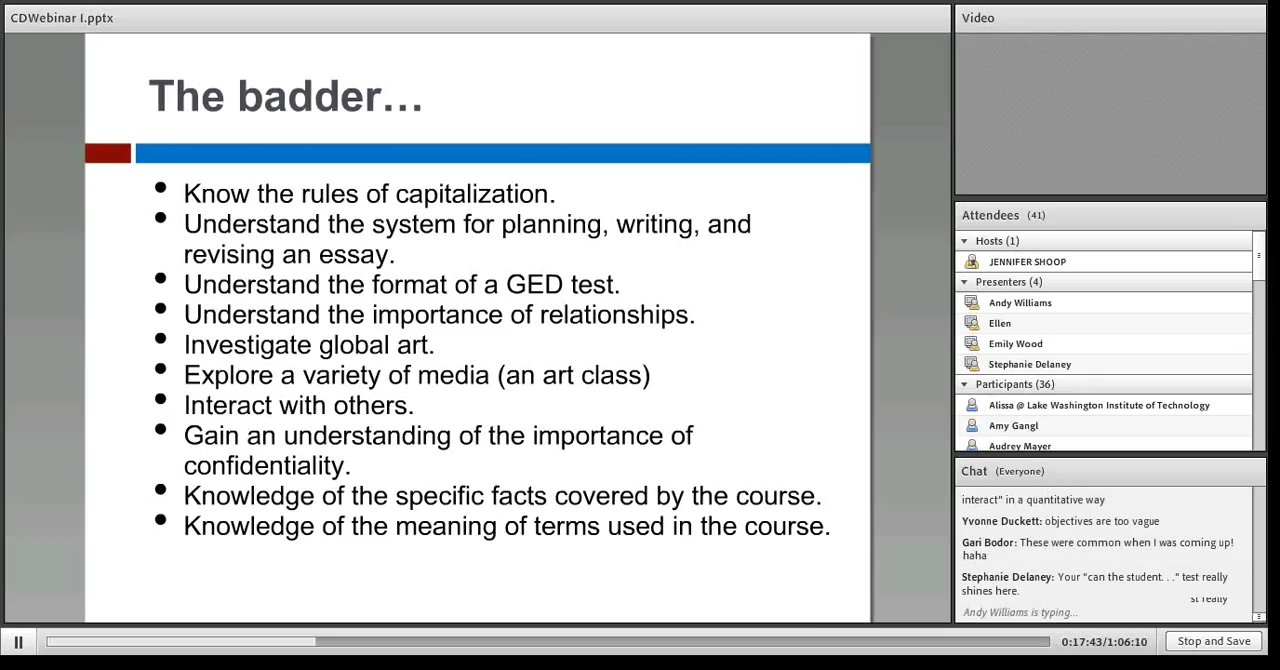 CDWebinar I.pptx
The badder…
• Know the rules of capitalization.
• Understand the system for planning, writing, and
revising an essay.
• Understand the format of a GED test.
• Understand the importance of relationships.
• Investigate global art.
• Explore a variety of media (an art class)
• Interact with others.
• Gain an understanding of the importance of
confidentiality.
• Knowledge of the specific facts covered by the course.
• Knowledge of the meaning of terms used in the course.
Video
Attendees (41)
Hosts (1)
JENNIFER SHOOP
Presenters (4)
Andy Williams
Ellen
Emily Wood
Stephanie Delaney
Participants (36)
Alissa @ Lake Washington Institute of Technology
Amy Gangl
Audrey Mayer
Chat (Everyone)
interact" in a quantitative way
Yvonne Duckett: objectives are too vague
Gari Bodor: These were common when I was coming up!
haha
Stephanie Delaney: Your "can the student. . ." test really
shines here.
st really
Andy Williams is typing...
0:17:43/1:06:10
Stop and Save